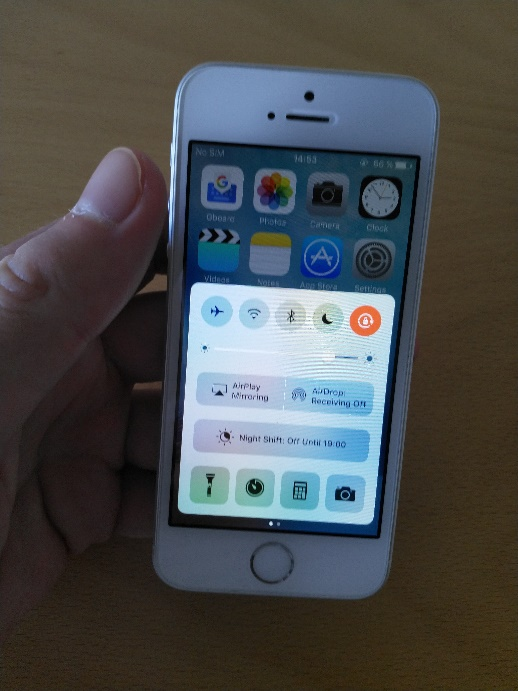 No SIM 14:53 66 %
Gboard Photos Camera Clock
Videos Notes App Store Settings
AirPlay
Mirroring
AirDrop:
Receiving Off
Night Shift: Off Until 19:00